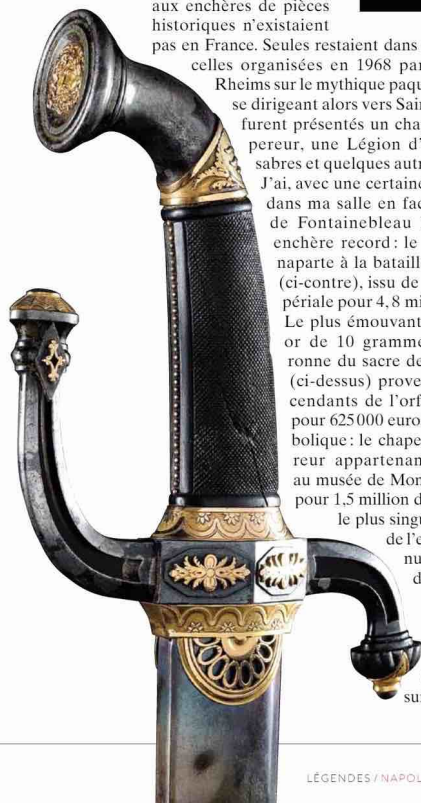 aux enchères de pièces
historiques n'existaient
pas en France. Seules restaient dans
celles organisées en 1968 par
Rheims sur le mythique paqu
se dirigeant alors vers Sain
furent présentés un cha
pereur, une Légion d'
sabres et quelques autr
J'ai, avec une certaine
dans ma salle en fac
de Fontainebleau
enchère record : le
naparte à la bataill
(ci-contre), issu de
périale pour 4,8 mi
Le plus émouvant
or de 10 gramme
ronne du sacre de
(ci-dessus) prove
cendants de l'orf
pour 625 000 euro
bolique : le chape
reur appartenan
au musée de Mon
pour 1,5 million d
le plus singu
de l'e
nu
d
su
LÉGENDES / NAPOL